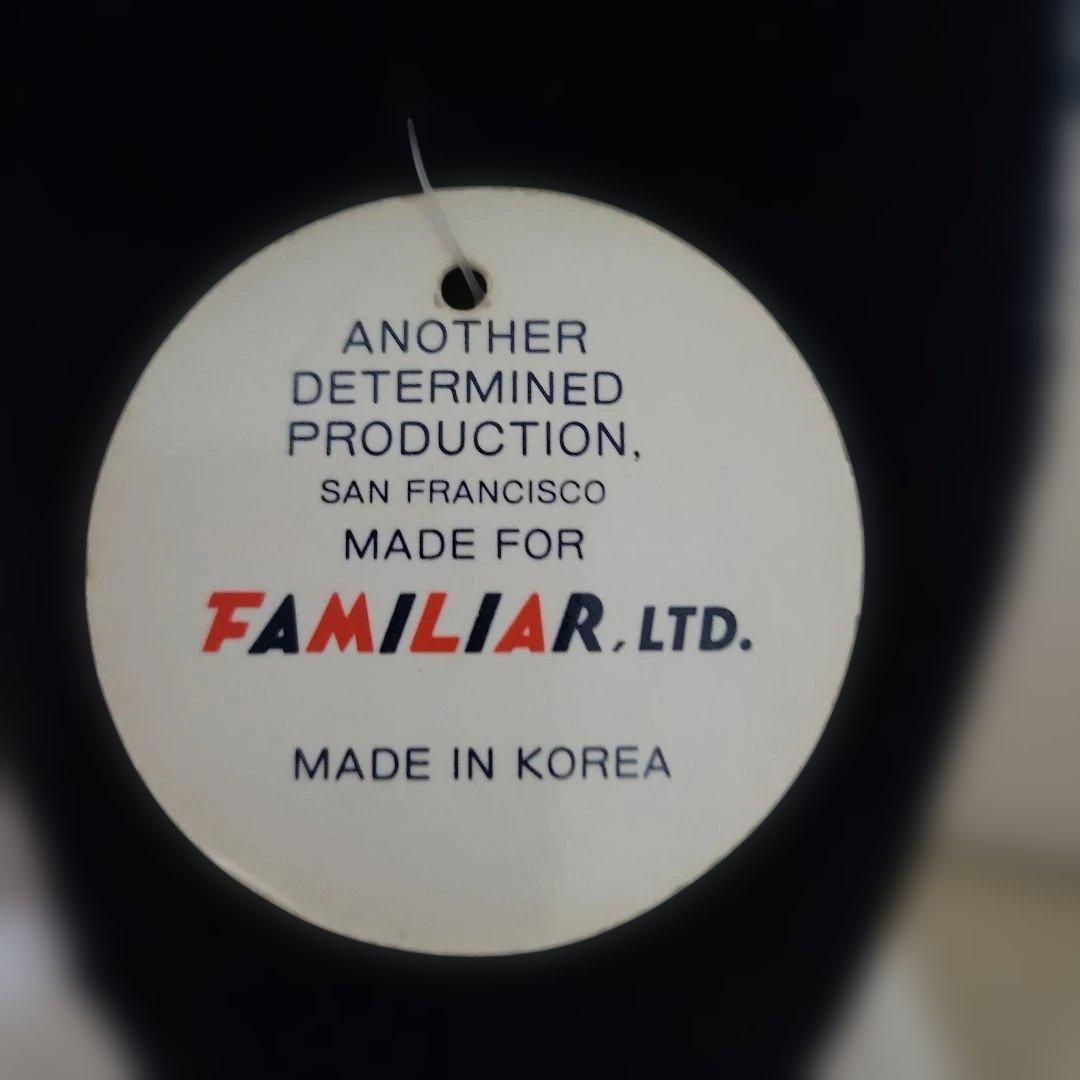 ANOTHER
DETERMINED
PRODUCTION,
SAN FRANCISCO
MADE FOR
FAMILIAR, LTD.
MADE IN KOREA